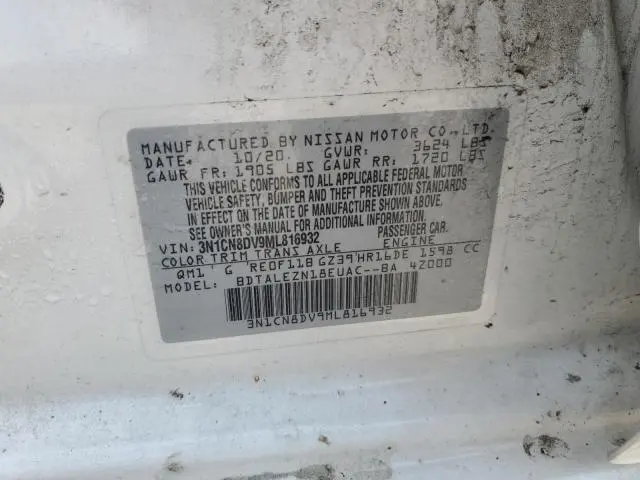 MANUFACTURED BY NISSAN MOTOR CO.,LTD.
DATE: 10/20. GVWR: 3624 LBS
GAWR FR: 1905 LBS GAWR RR: 1720 LBS
THIS VEHICLE CONFORMS TO ALL APPLICABLE FEDERAL MOTOR
VEHICLE SAFETY, BUMPER AND THEFT PREVENTION STANDARDS
IN EFFECT ON THE DATE OF MANUFACTURE SHOWN ABOVE.
SEE OWNER'S MANUAL FOR ADDITIONAL INFORMATION.
VIN: 3N1CN8DV9ML816932 PASSENGER CAR
COLOR TRIM TRANS AXLE ENGINE
QM1 G RE0F11B GZ39 HR16DE 1598 CC
MODEL: BDTALEZN18EUAC--BA 42000
3N1CN8DV9ML816932